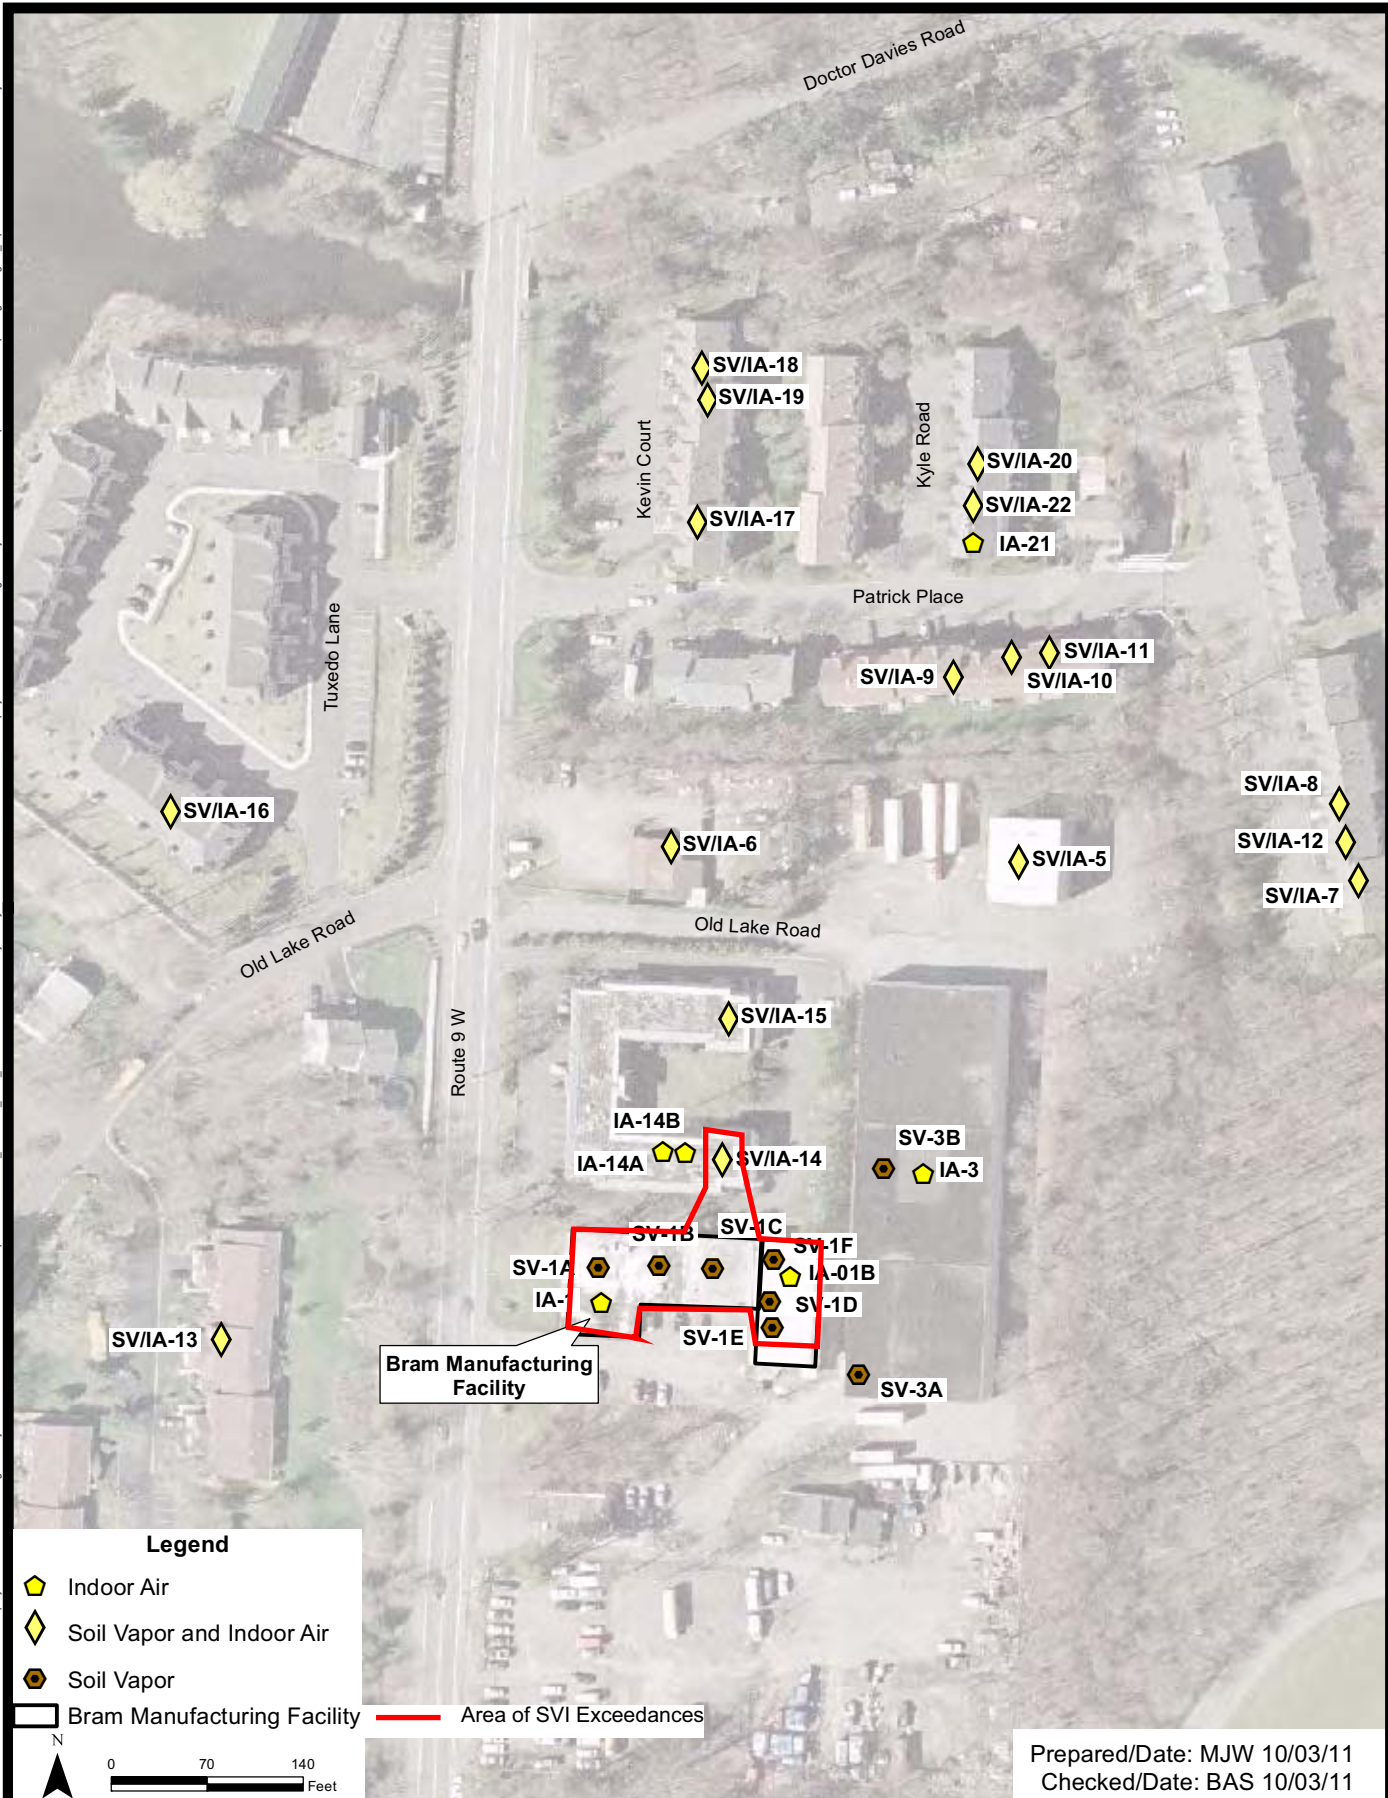 Doctor Davies Road
SV/IA-18
SV/IA-19
Kevin Court
Kyle Road
SV/IA-20
SV/IA-22
SV/IA-17
IA-21
Patrick Place
Tuxedo Lane
SV/IA-11
SV/IA-9
SV/IA-10
SV/IA-8
SV/IA-16
SV/IA-12
SV/IA-6
SV/IA-5
SV/IA-7
Old Lake Road
Old Lake Road
Route 9 W
SV/IA-15
IA-14B
SV-3B
IA-14A
SV/IA-14
IA-3
SV-1B
SV-1C
SV-1F
SV-1A
IA-01B
IA-1
SV-1D
SV/IA-13
SV-1E
Bram Manufacturing
Facility
SV-3A
Legend
Indoor Air
Soil Vapor and Indoor Air
Soil Vapor
Bram Manufacturing Facility
Area of SVI Exceedances
N
0 70 140
Feet
Prepared/Date: MJW 10/03/11
Checked/Date: BAS 10/03/11